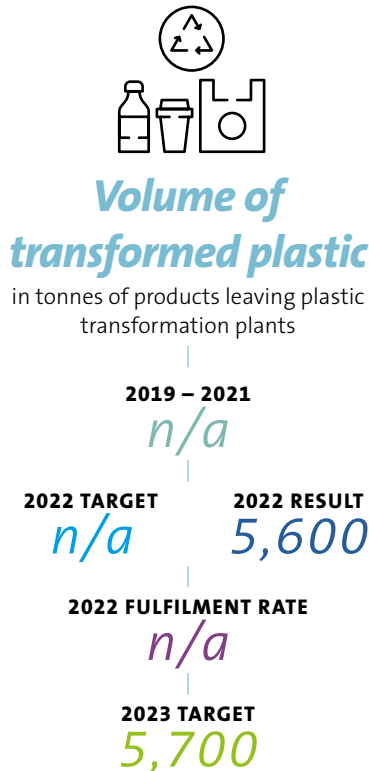 Volume of
transformed plastic
in tonnes of products leaving plastic
transformation plants
2019 – 2021
n/a
2022 TARGET
n/a
2022 RESULT
5,600
2022 FULFILMENT RATE
n/a
2023 TARGET
5,700